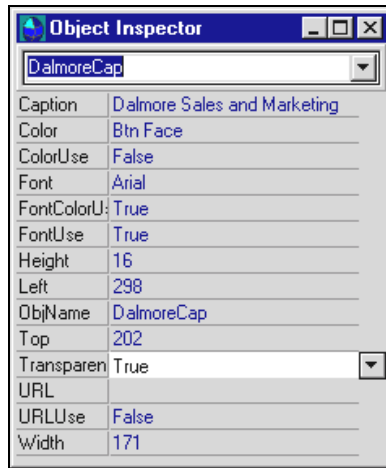 Object Inspector
DalmoreCap
Caption Dalmore Sales and Marketing
Color Btn Face
ColorUse False
Font Arial
FontColorU True
FontUse True
Height 16
Left 298
ObjName DalmoreCap
Top 202
Transparen True
URL
URLUse False
Width 171